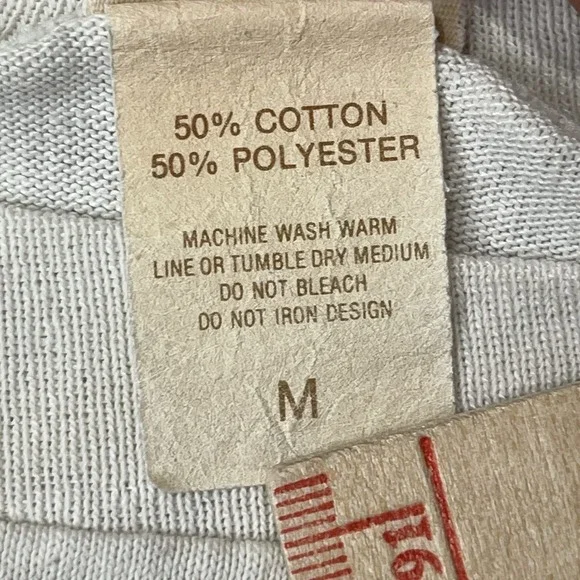 50% COTTON
50% POLYESTER
MACHINE WASH WARM
LINE OR TUMBLE DRY MEDIUM
DO NOT BLEACH
DO NOT IRON DESIGN
M